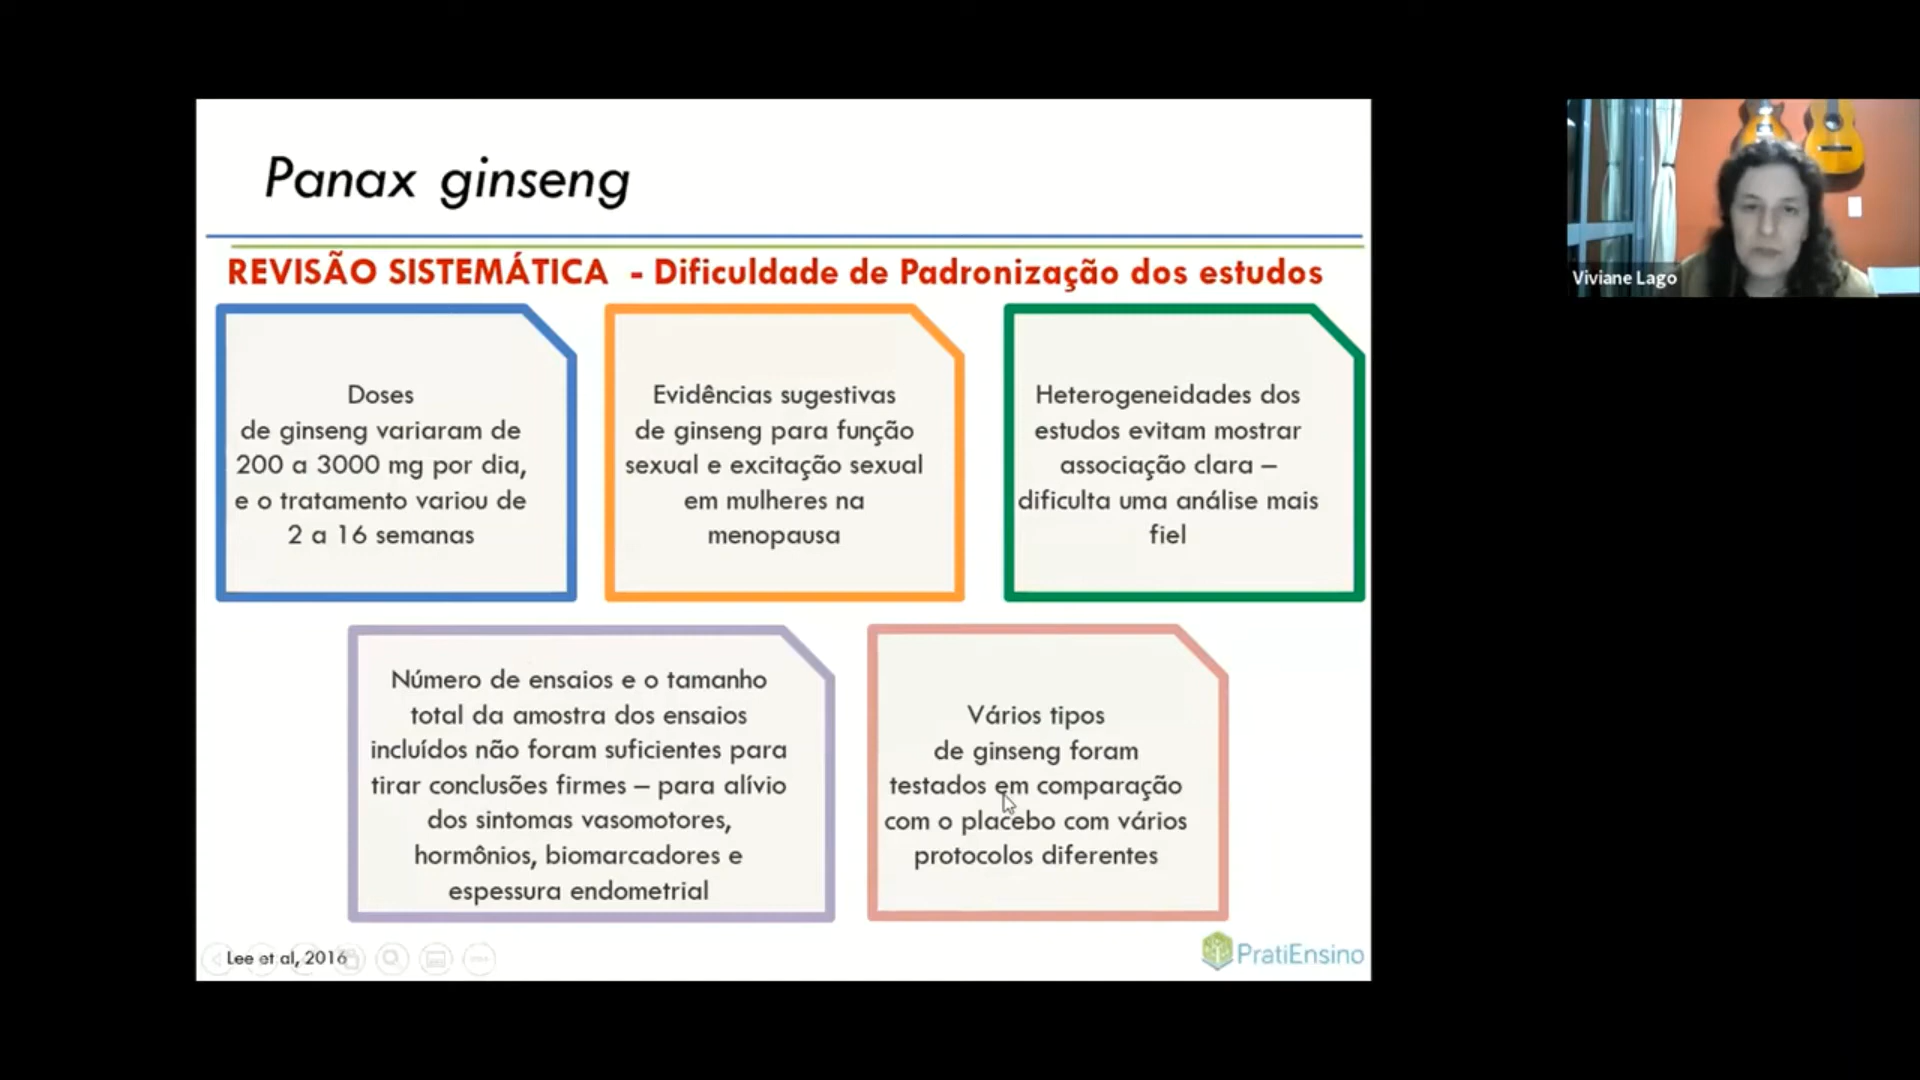 Panax ginseng
REVISÃO SISTEMÁTICA - Dificuldade de Padronização dos estudos
Doses
de ginseng variaram de
200 a 3000 mg por dia,
e o tratamento variou de
2 a 16 semanas
Evidências sugestivas
de ginseng para função
sexual e excitação sexual
em mulheres na
menopausa
Heterogeneidades dos
estudos evitam mostrar
associação clara –
dificulta uma análise mais
fiel
Número de ensaios e o tamanho
total da amostra dos ensaios
incluídos não foram suficientes para
tirar conclusões firmes – para alívio
dos sintomas vasomotores,
hormônios, biomarcadores e
espessura endometrial
Vários tipos
de ginseng foram
testados em comparação
com o placebo com vários
protocolos diferentes
Lee et al, 2016
PratiEnsino
Viviane Lago